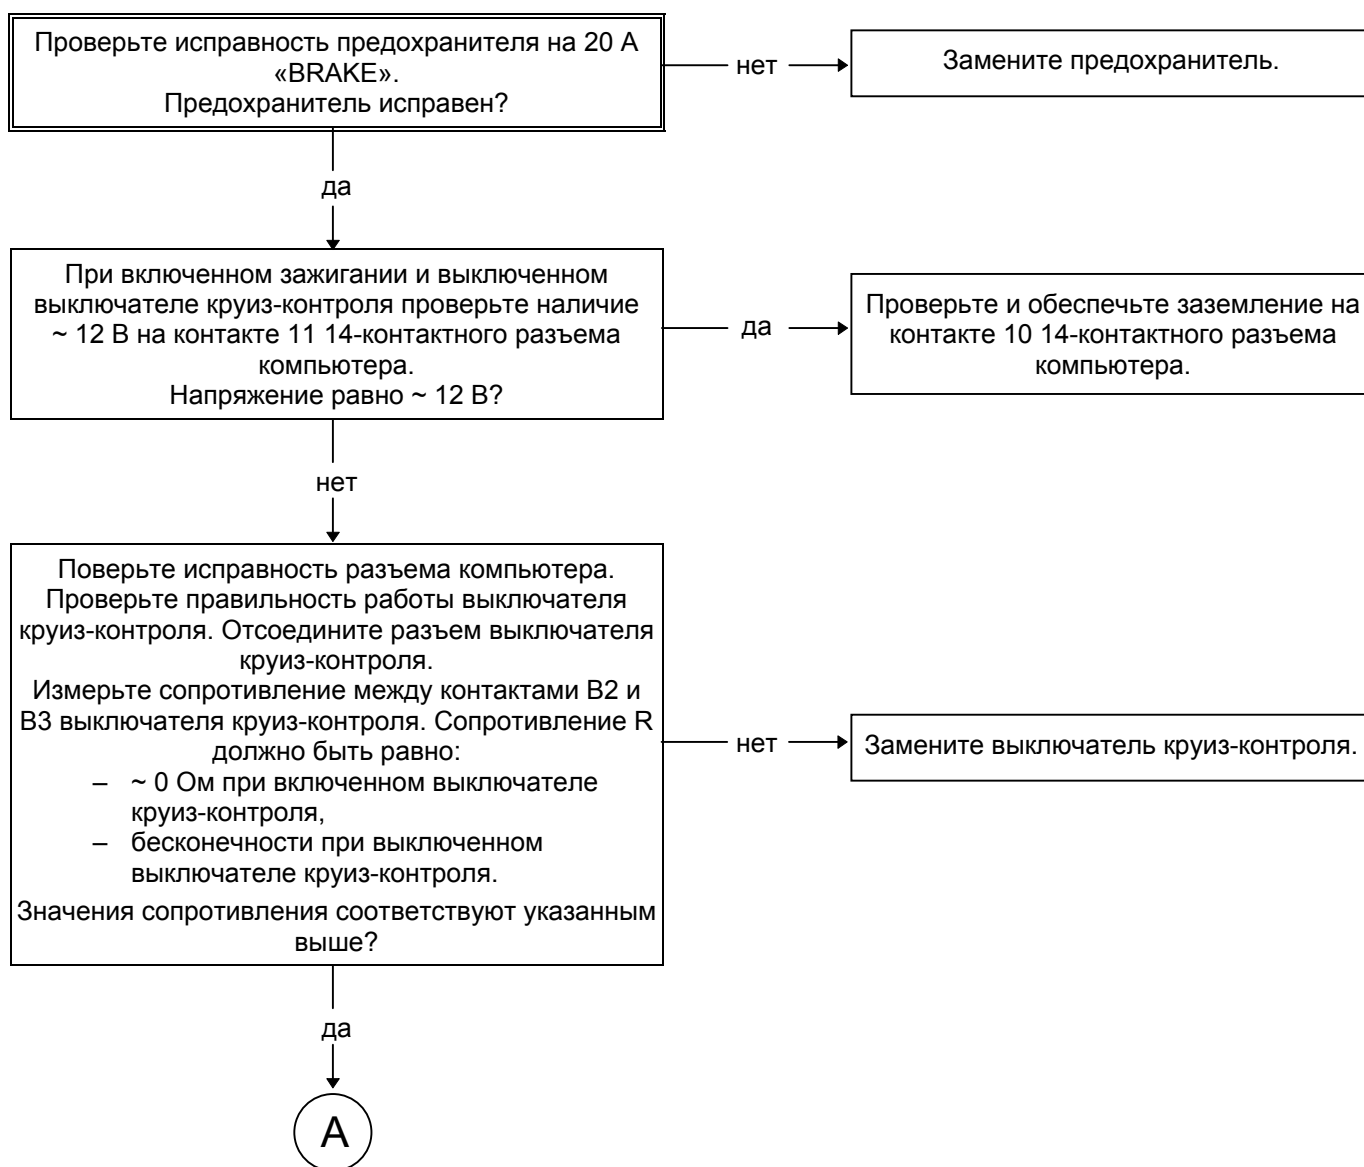 Проверьте исправность предохранителя на 20 А
«BRAKE».
Предохранитель исправен?
нет
Замените предохранитель.
да
При включенном зажигании и выключенном
выключателе круиз-контроля проверьте наличие
~ 12 В на контакте 11 14-контактного разъема
компьютера.
Напряжение равно ~ 12 В?
да
Проверьте и обеспечьте заземление на
контакте 10 14-контактного разъема
компьютера.
нет
Поверьте исправность разъема компьютера.
Проверьте правильность работы выключателя
круиз-контроля. Отсоедините разъем выключателя
круиз-контроля.
Измерьте сопротивление между контактами B2 и
B3 выключателя круиз-контроля. Сопротивление R
должно быть равно:
– ~ 0 Ом при включенном выключателе
круиз-контроля,
– бесконечности при выключенном
выключателе круиз-контроля.
Значения сопротивления соответствуют указанным
выше?
нет
Замените выключатель круиз-контроля.
да
А